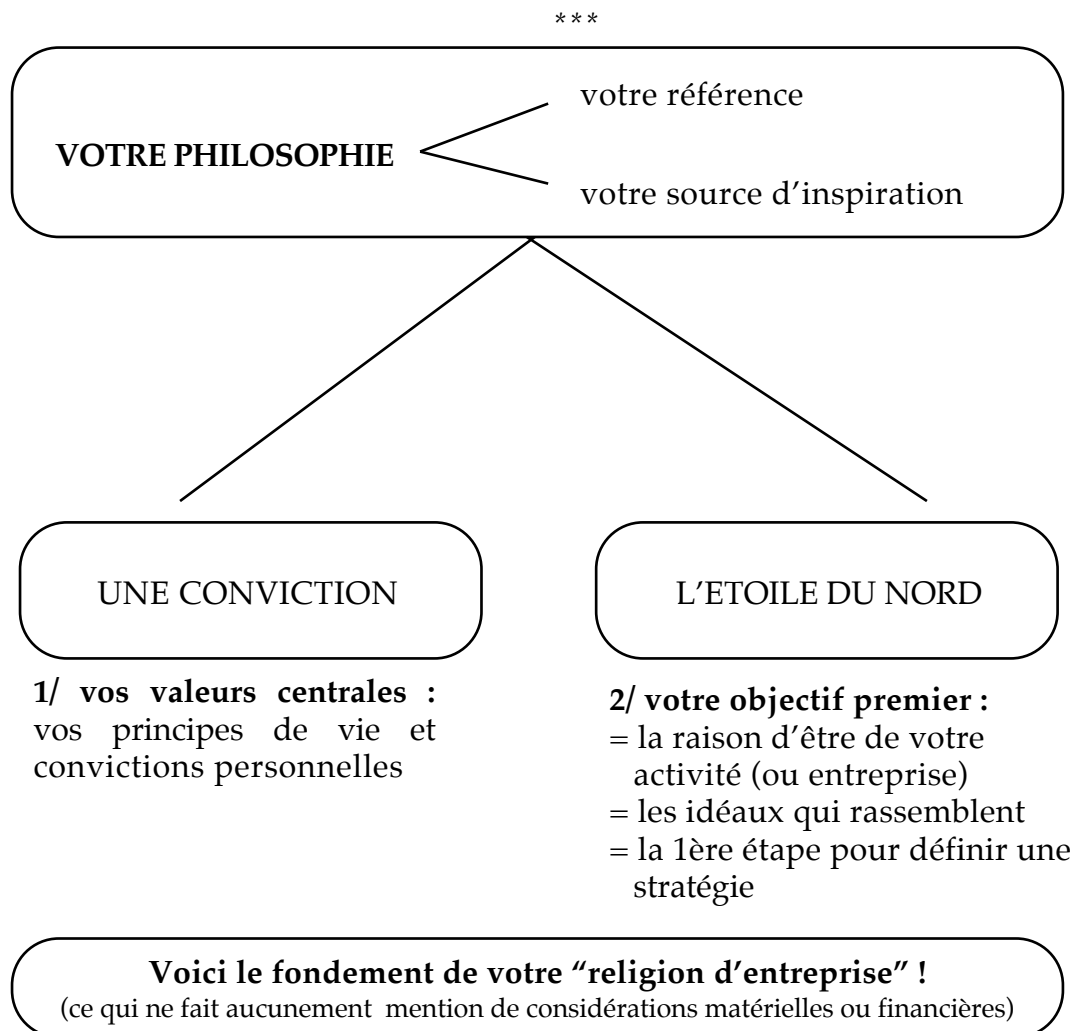 ***
votre référence
VOTRE PHILOSOPHIE
votre source d’inspiration
UNE CONVICTION
1/ vos valeurs centrales :
vos principes de vie et
convictions personnelles
L’ETOILE DU NORD
2/ votre objectif premier :
= la raison d’être de votre
activité (ou entreprise)
= les idéaux qui rassemblent
= la 1ère étape pour définir une
stratégie
Voici le fondement de votre “religion d’entreprise” !
(ce qui ne fait aucunement mention de considérations matérielles ou financières)